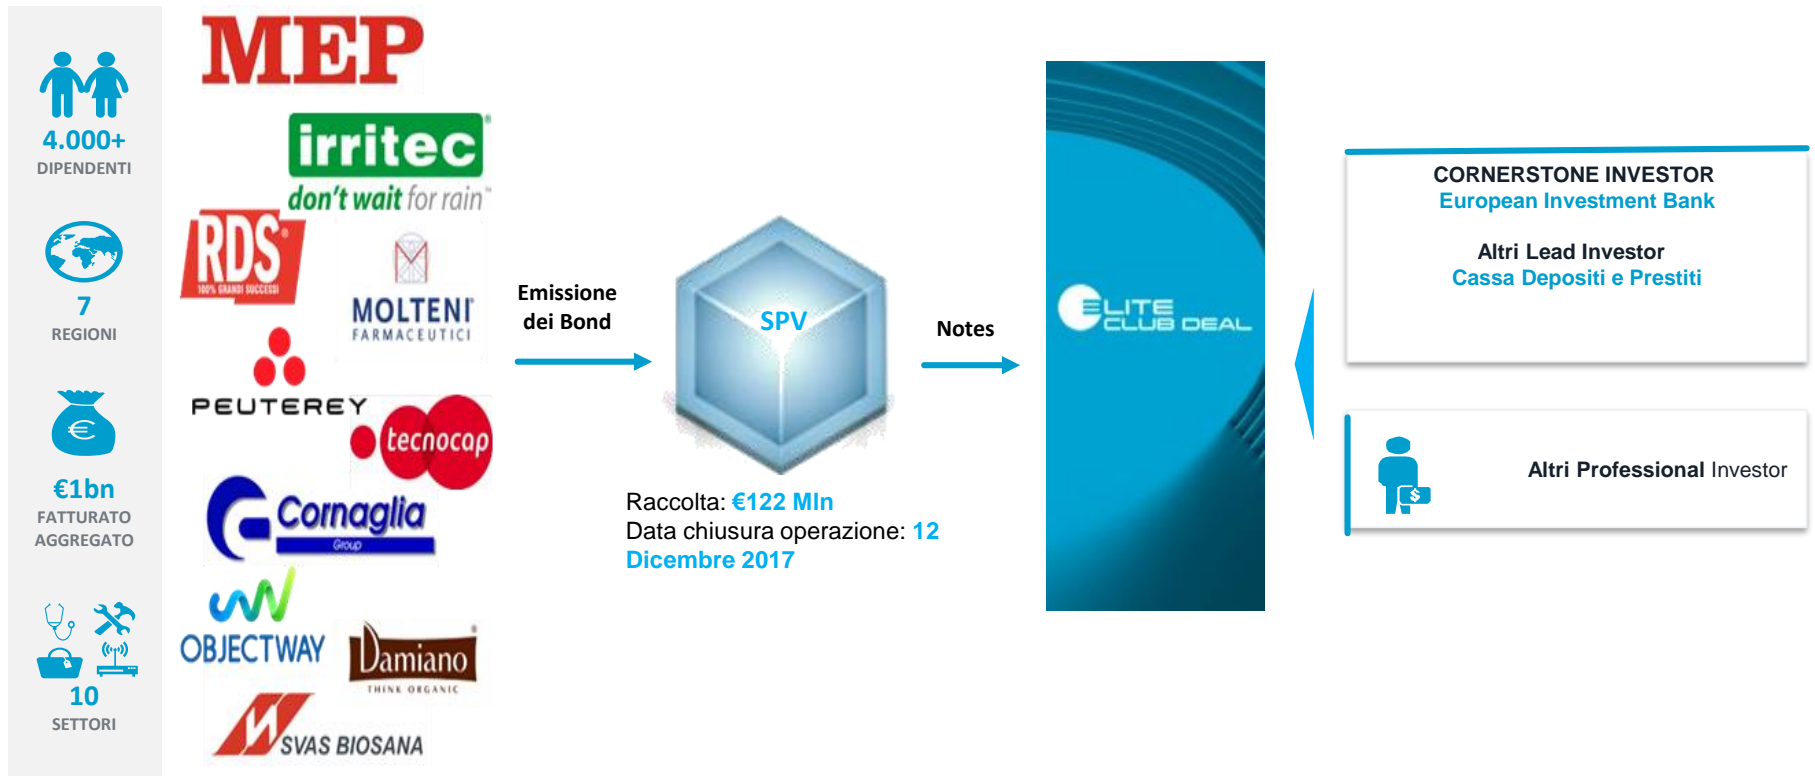 4.000+
DIPENDENTI
7
REGIONI
€
€1bn
FATTURATO
AGGREGATO
10
SETTORI
MEP
irritec®
don't wait for rain™
RDS®
100% GRANDI SUCCESSI
MOLTENI
FARMACEUTICI
PEUTEREY
tecnocap
Cornaglia
Group
OBJECTWAY
Damiano®
THINK ORGANIC
SVAS BIOSANA
Emissione
dei Bond
SPV
Raccolta: €122 Mln
Data chiusura operazione: 12
Dicembre 2017
Notes
ELITE
CLUB DEAL
CORNERSTONE INVESTOR
European Investment Bank
Altri Lead Investor
Cassa Depositi e Prestiti
$
Altri Professional Investor